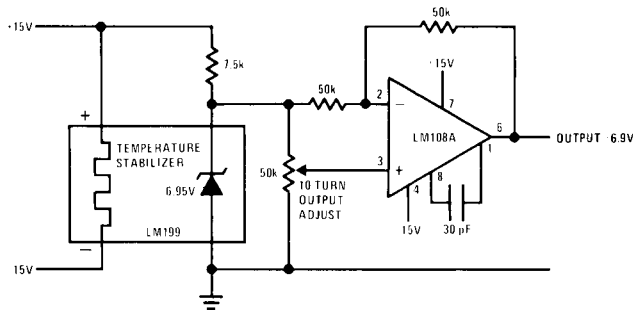 +15V
50k
7.5k
+15V
50k
2
−
7
+
TEMPERATURE
STABILIZER
LM108A
6
OUTPUT -6.9V
1
50k
3
+
6.95V
10 TURN
OUTPUT
ADJUST
8
4
−
LM199
15V
30 pF
15V